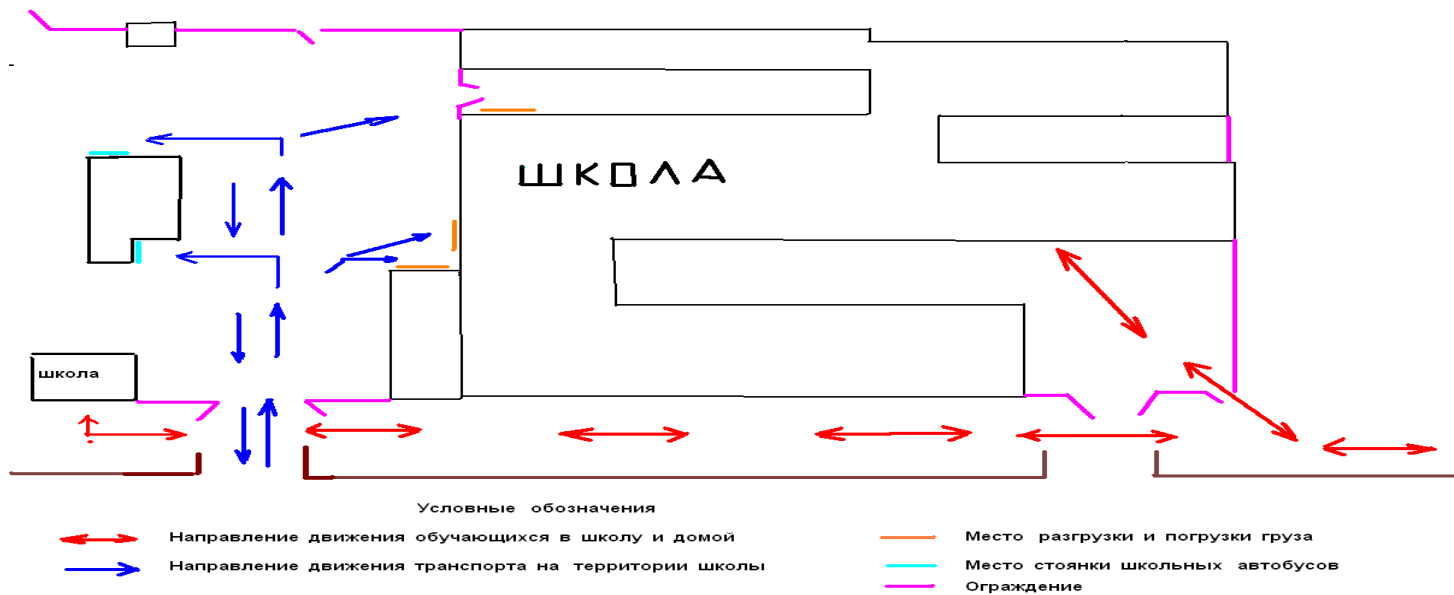 ШКОЛА
школа
Условные обозначения
Направление движения обучающихся в школу и домой
Направление движения транспорта на территории школы
Место разгрузки и погрузки груза
Место стоянки школьных автобусов
Ограждение